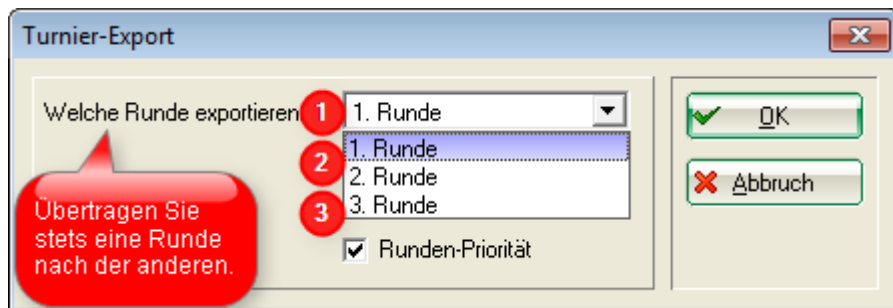 Turnier-Export
Welche Runde exportieren
1
1. Runde
1. Runde
2
2. Runde
3
3. Runde
Runden-Priorität
OK
Abbruch
Übertragen Sie
stets eine Runde
nach der anderen.